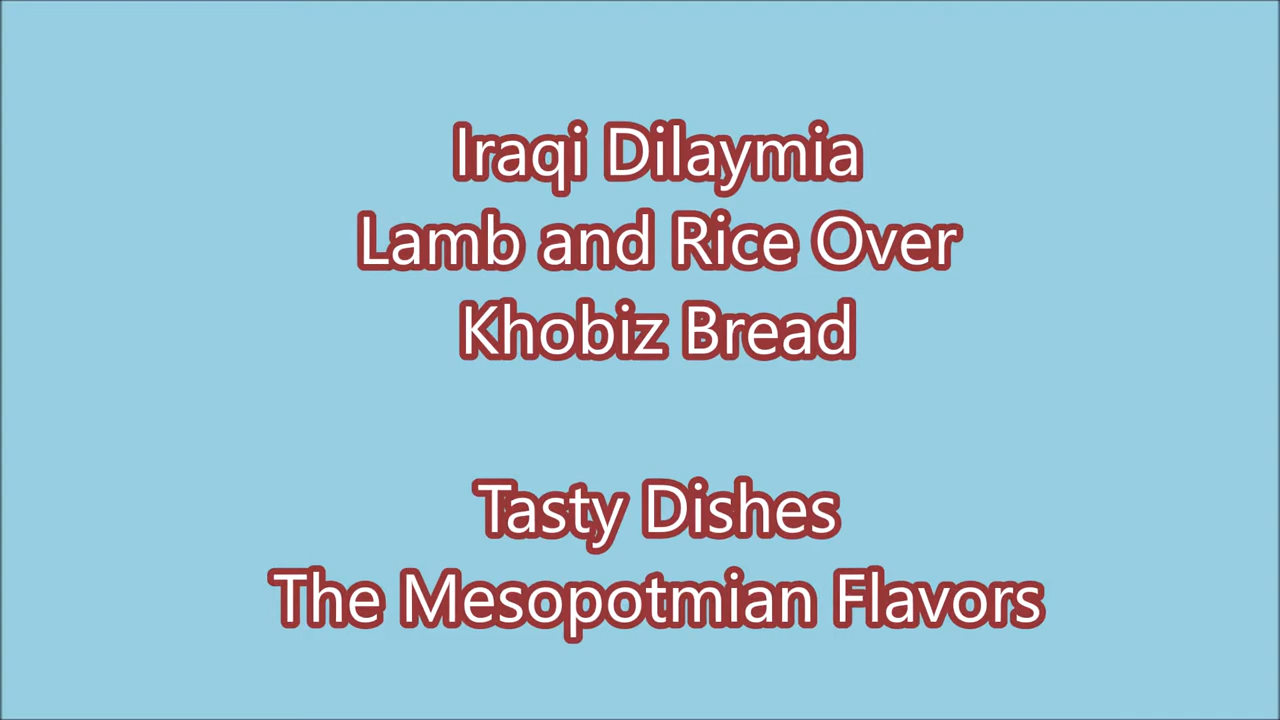 Iraqi Dilaymia
Lamb and Rice Over
Khobiz Bread
Tasty Dishes
The Mesopotmian Flavors